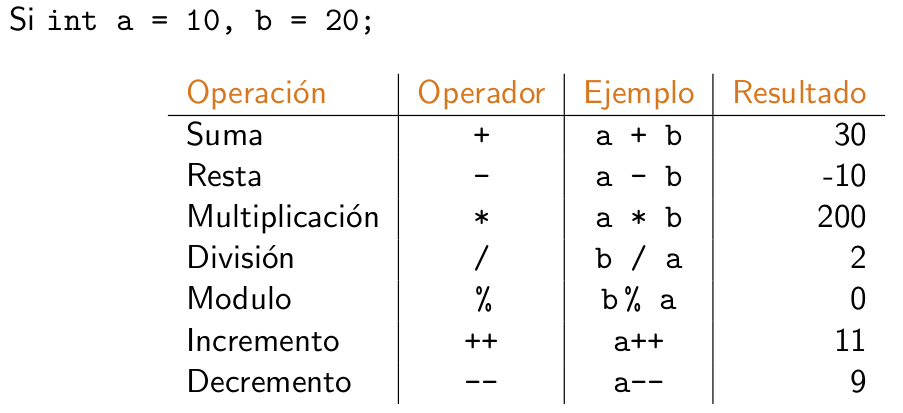 Si int a = 10, b = 20;
Operación Operador Ejemplo Resultado
Suma + a + b 30
Resta - a - b -10
Multiplicación * a * b 200
División / b / a 2
Modulo % b% a 0
Incremento ++ a++ 11
Decremento -- a-- 9